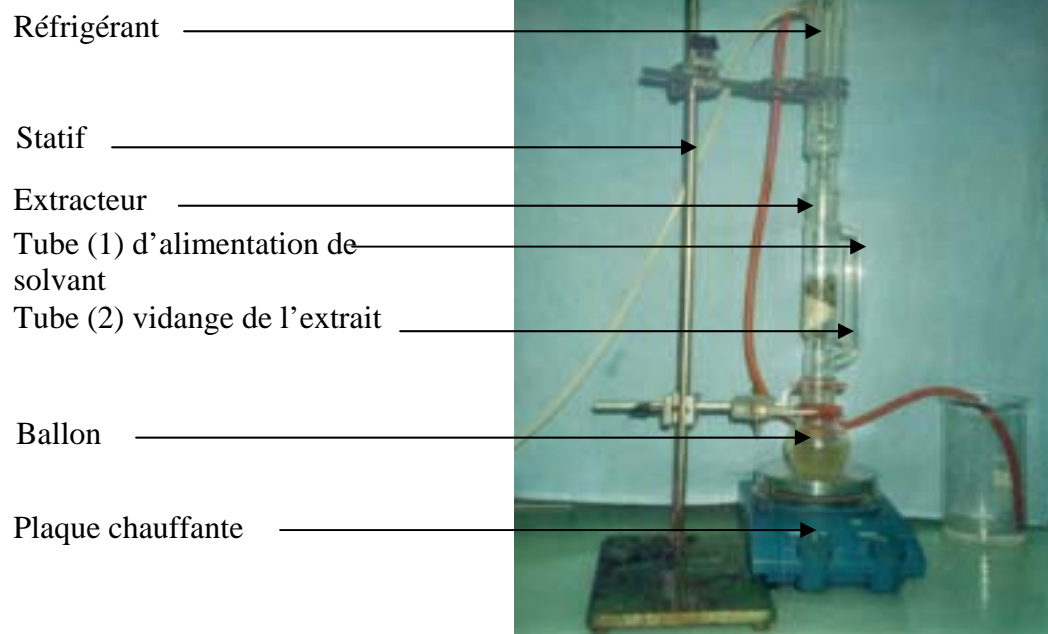 Réfrigérant
Statif
Extracteur
Tube (1) d’alimentation de
solvant
Tube (2) vidange de l’extrait
Ballon
Plaque chauffante